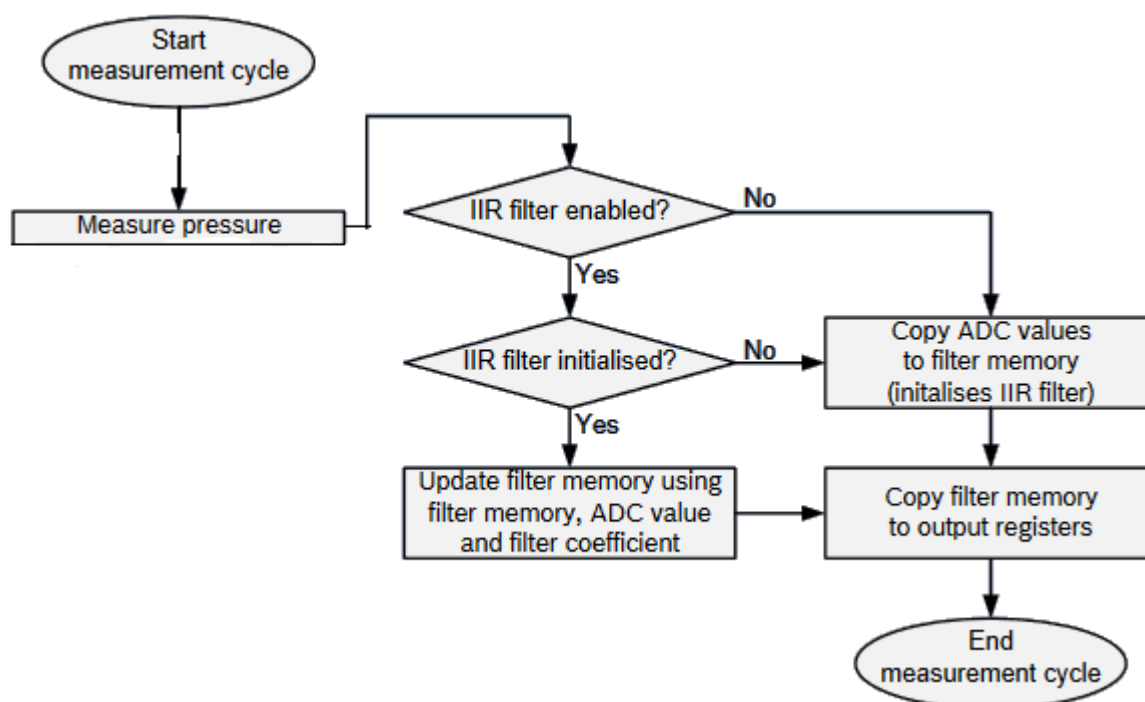 Start
measurement cycle
Measure pressure
IIR filter enabled?
No
Yes
IIR filter initialised?
No
Copy ADC values
to filter memory
(initalises IIR filter)
Yes
Update filter memory using
filter memory, ADC value
and filter coefficient
Copy filter memory
to output registers
End
measurement cycle